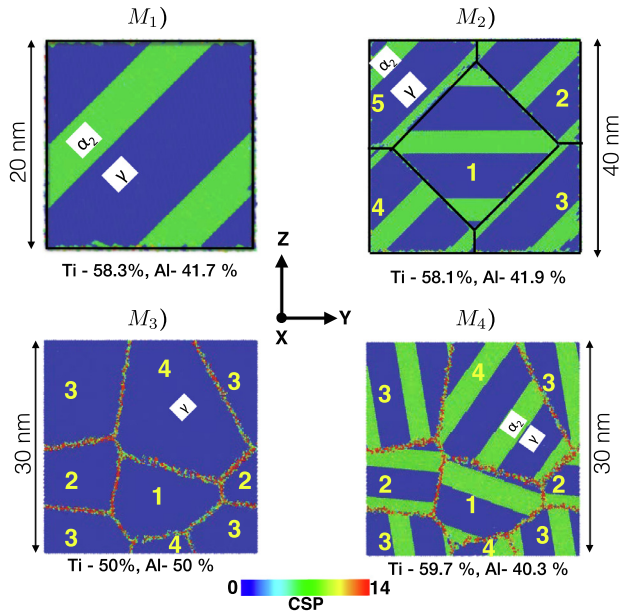 M₁)
M₂)
20 nm
α₂
γ
α₂
γ
5
2
1
4
3
40 nm
Ti - 58.3%, Al- 41.7 %
Ti - 58.1%, Al- 41.9 %
Z
Y
X
M₃)
M₄)
30 nm
4
3
3
γ
2
1
2
3
4
3
4
3
3
α₂
γ
2
1
2
3
4
3
30 nm
Ti - 50%, Al- 50 %
Ti - 59.7 %, Al- 40.3 %
0
14
CSP